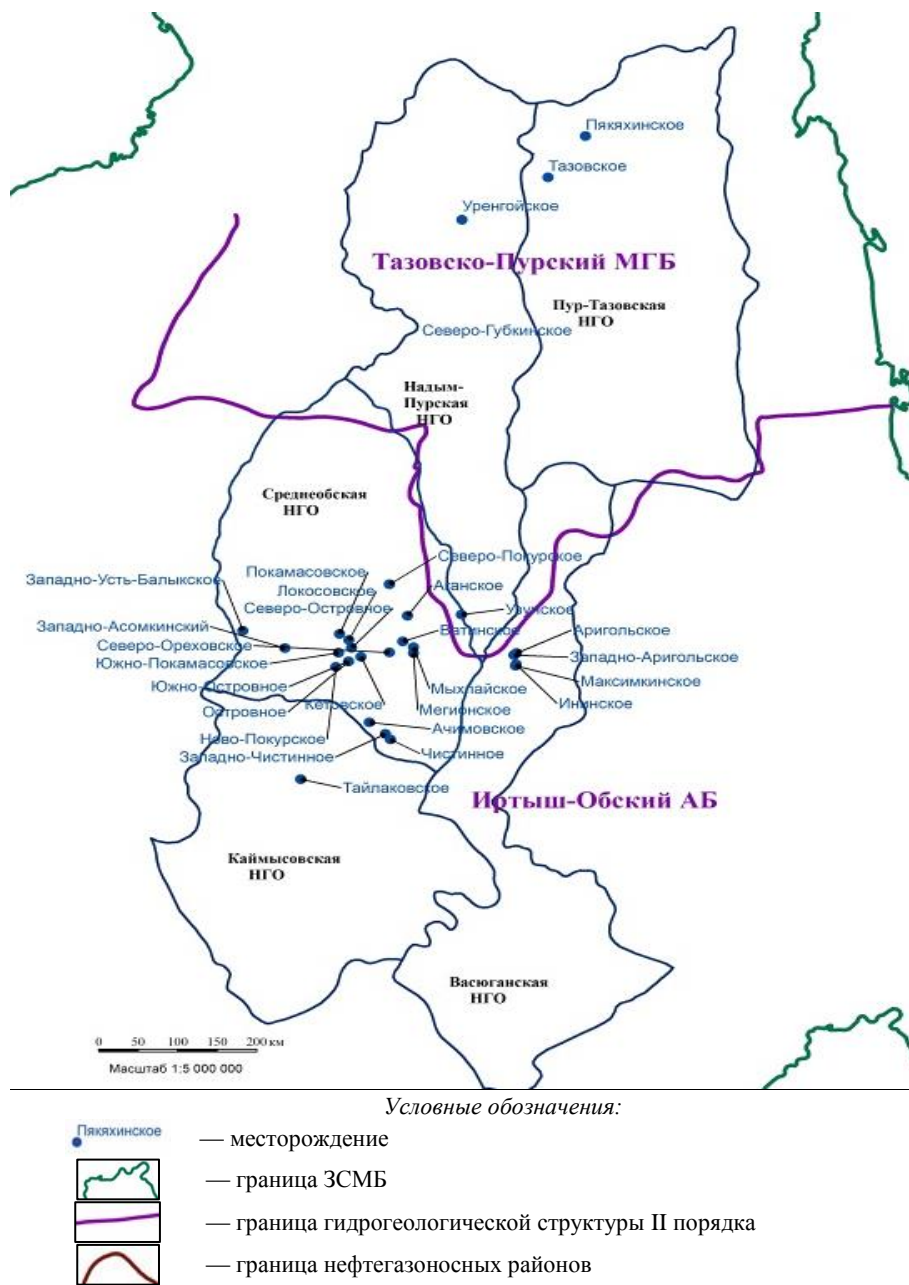 Пякяхинское
Тазовское
Уренгойское
Тазовско-Пурский МГБ
Пур-Тазовская
НГО
Северо-Губкинское
Надым-
Пурская
НГО
Среднеобская
НГО
Северо-Покурское
Покамасовское
Западно-Усть-Балыкское
Локосовское
Аганское
Северо-Островное
Узунское
Западно-Асомкинский
Ватинское
Аригольское
Северо-Ореховское
Западно-Аригольское
Южно-Покамасовское
Максимкинское
Южно-Островное
Мыхлайское
Ининское
Островное
Кетовское
Мегионское
Ачимовское
Ново-Покурское
Западно-Чистинное
Чистинное
Тайлаковское
Иртыш-Обский АБ
Каймысовская
НГО
Васюганская
НГО
0 50 100 150 200 км
Масштаб 1:5 000 000
Условные обозначения:
Пякяхинское — месторождение
— граница ЗСМБ
— граница гидрогеологической структуры II порядка
— граница нефтегазоносных районов